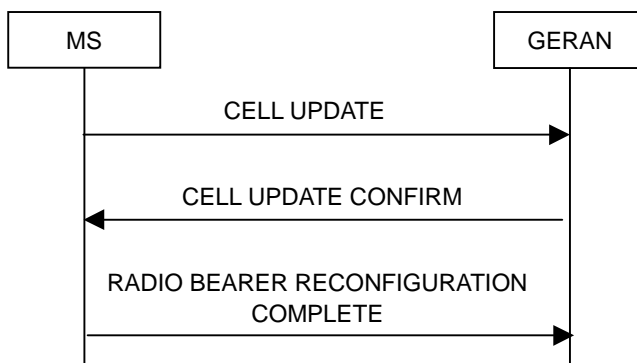 MS
GERAN
CELL UPDATE
CELL UPDATE CONFIRM
RADIO BEARER RECONFIGURATION
COMPLETE